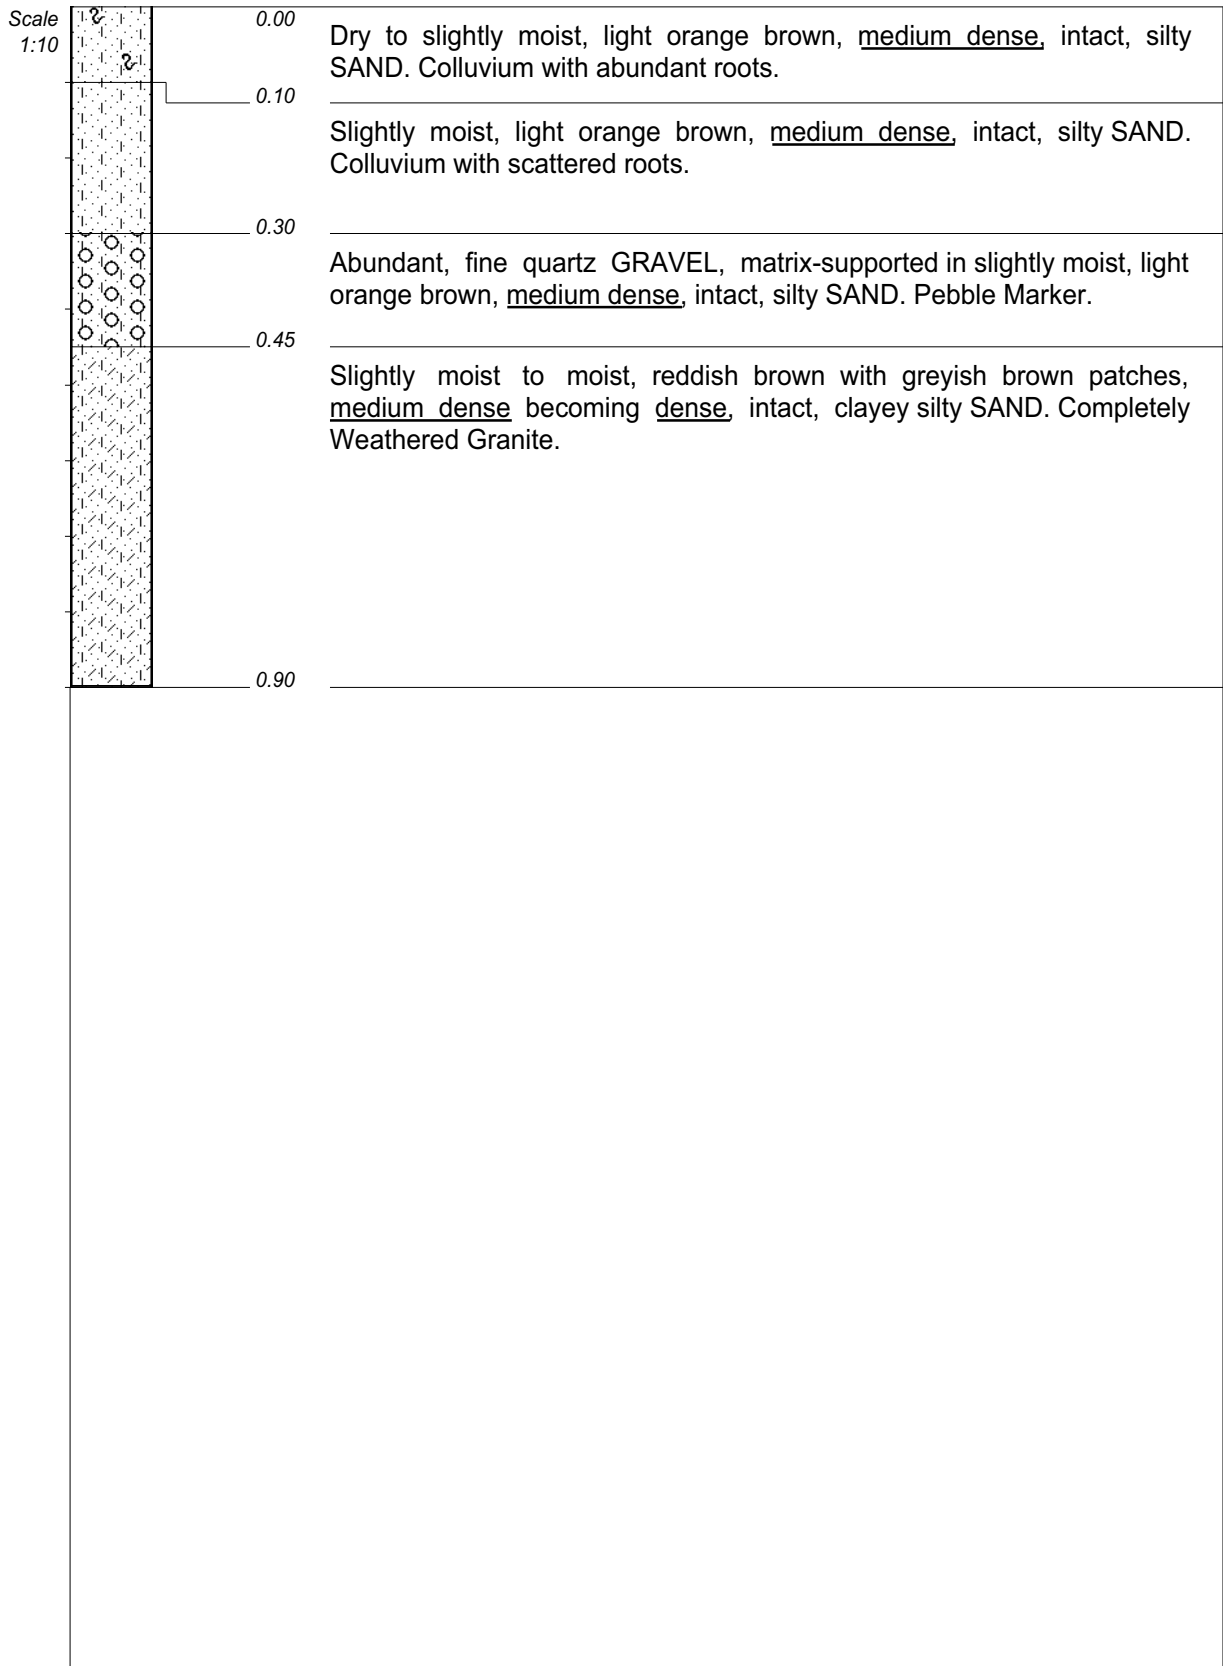 Scale
1:10
0.00
Dry to slightly moist, light orange brown, medium dense, intact, silty
SAND. Colluvium with abundant roots.
0.10
Slightly moist, light orange brown, medium dense, intact, silty SAND.
Colluvium with scattered roots.
0.30
Abundant, fine quartz GRAVEL, matrix-supported in slightly moist, light
orange brown, medium dense, intact, silty SAND. Pebble Marker.
0.45
Slightly moist to moist, reddish brown with greyish brown patches,
medium dense becoming dense, intact, clayey silty SAND. Completely
Weathered Granite.
0.90